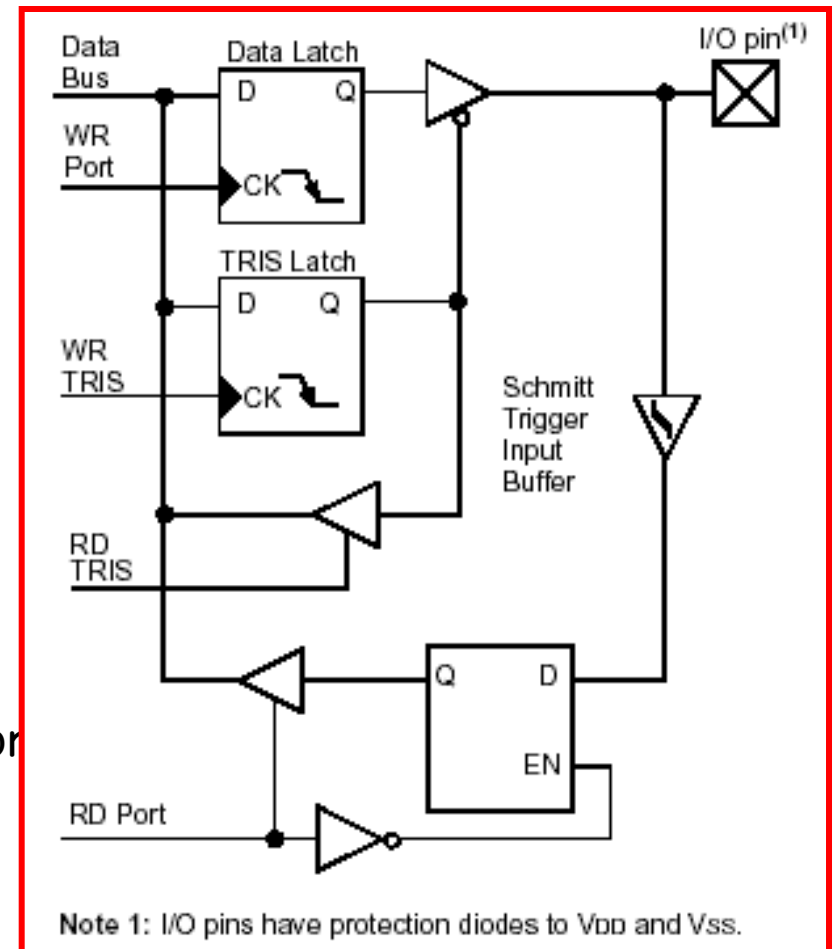 Data
Bus
Data Latch
I/O pin(1)
D Q
WR
Port
CK
TRIS Latch
D Q
WR
TRIS
CK
Schmitt
Trigger
Input
Buffer
RD
TRIS
Q D
EN
RD Port
Note 1: I/O pins have protection diodes to VDD and VSS.